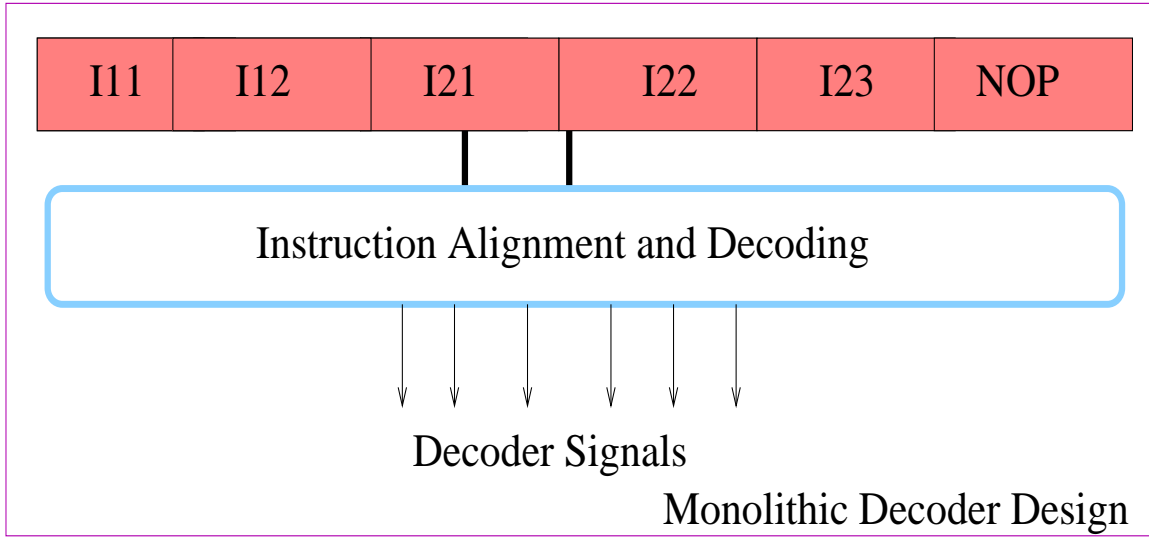 I11 I12 I21 I22 I23 NOP
Instruction Alignment and Decoding
Decoder Signals
Monolithic Decoder Design